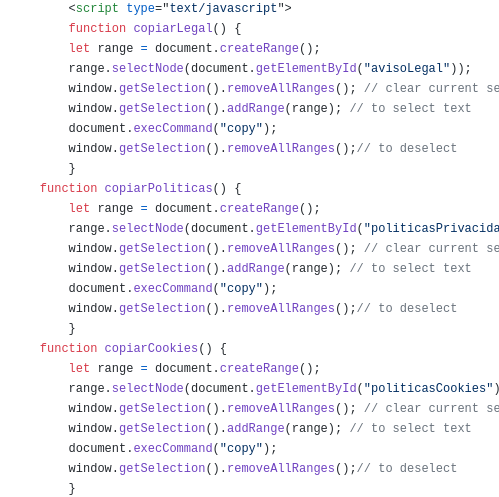 <script type="text/javascript">
function copiarLegal() {
let range = document.createRange();
range.selectNode(document.getElementById("avisoLegal"));
window.getSelection().removeAllRanges(); // clear current se
window.getSelection().addRange(range); // to select text
document.execCommand("copy");
window.getSelection().removeAllRanges();// to deselect
}
function copiarPoliticas() {
let range = document.createRange();
range.selectNode(document.getElementById("politicasPrivacida
window.getSelection().removeAllRanges(); // clear current se
window.getSelection().addRange(range); // to select text
document.execCommand("copy");
window.getSelection().removeAllRanges();// to deselect
}
function copiarCookies() {
let range = document.createRange();
range.selectNode(document.getElementById("politicasCookies")
window.getSelection().removeAllRanges(); // clear current se
window.getSelection().addRange(range); // to select text
document.execCommand("copy");
window.getSelection().removeAllRanges();// to deselect
}